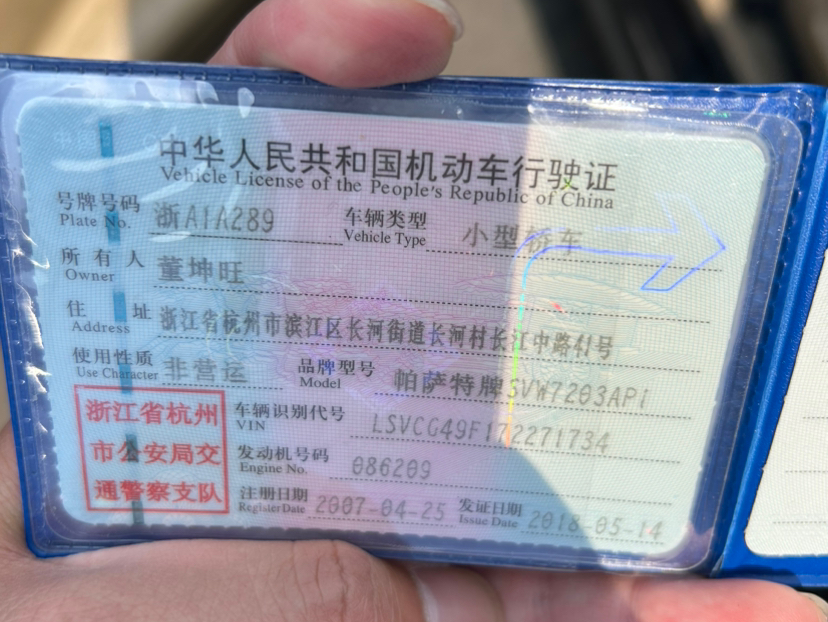 中华人民共和国机动车行驶证
Vehicle License of the People's Republic of China
号牌号码 浙A1A289 车辆类型 小型轿车
Plate No. Vehicle Type
所有人 董坤旺
Owner
住址 浙江省杭州市滨江区长河街道长河村长江中路41号
Address
使用性质 非营运 品牌型号 帕萨特牌SVW7203APi
Use Character Model
浙江省杭州 车辆识别代号 LSVCG49F172271734
VIN
市公安局交 发动机号码 086209
Engine No.
通警察支队 注册日期 2007-04-25 发证日期 2018-05-14
Register Date Issue Date